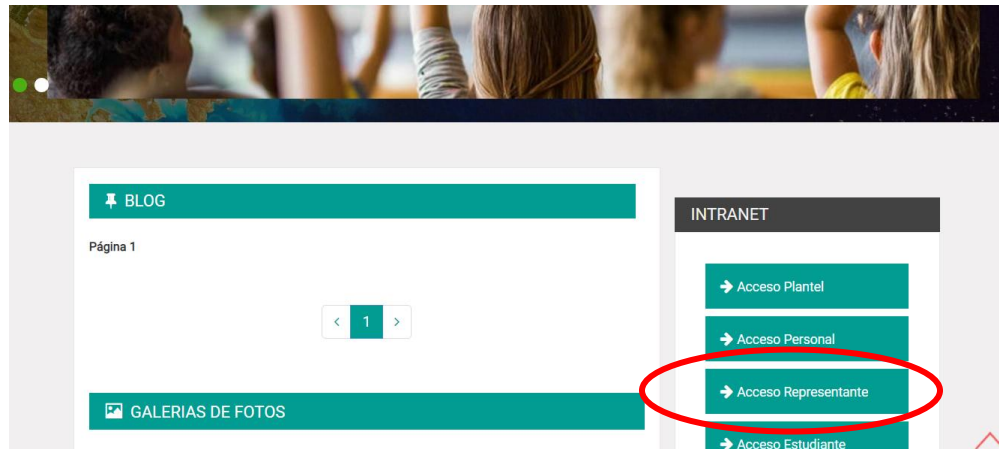 BLOG
Página 1
1
GALERIAS DE FOTOS
INTRANET
Acceso Plantel
Acceso Personal
Acceso Representante
Acceso Estudiante